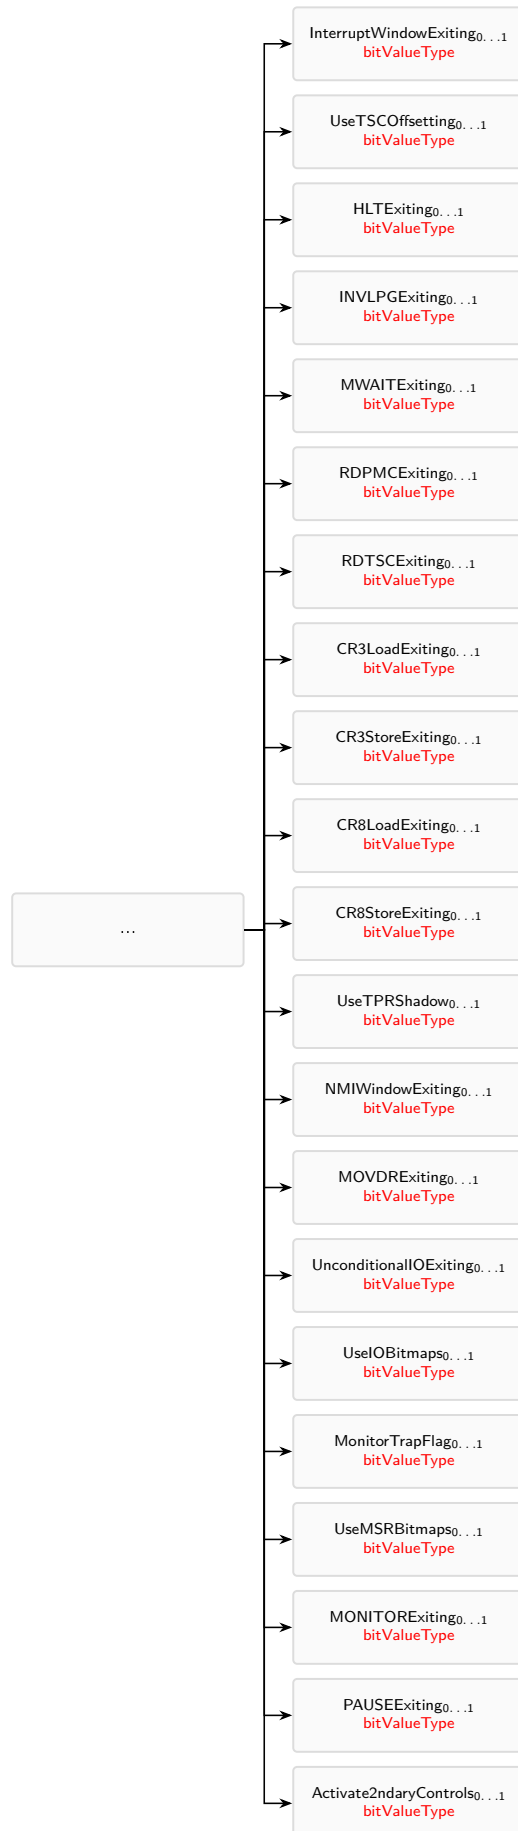 InterruptWindowExiting0...1
bitValueType
UseTSCOffsetting0...1
bitValueType
HLTExiting0...1
bitValueType
INVLPGExiting0...1
bitValueType
MWAITExiting0...1
bitValueType
RDPMCExiting0...1
bitValueType
RDTSCExiting0...1
bitValueType
CR3LoadExiting0...1
bitValueType
CR3StoreExiting0...1
bitValueType
CR8LoadExiting0...1
bitValueType
...
CR8StoreExiting0...1
bitValueType
UseTPRShadow0...1
bitValueType
NMIWindowExiting0...1
bitValueType
MOVDRExiting0...1
bitValueType
UnconditionalIOExiting0...1
bitValueType
UseIOBitmaps0...1
bitValueType
MonitorTrapFlag0...1
bitValueType
UseMSRBitmaps0...1
bitValueType
MONITORExiting0...1
bitValueType
PAUSEExiting0...1
bitValueType
Activate2ndaryControls0...1
bitValueType